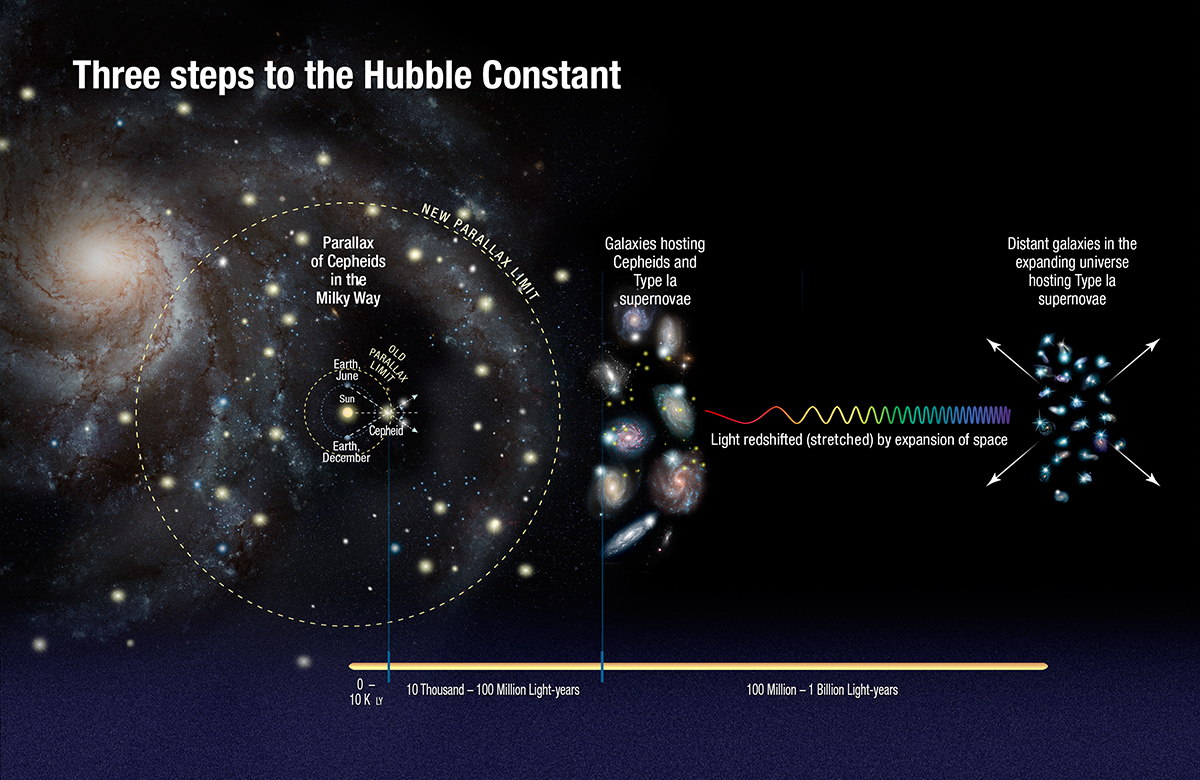 Three steps to the Hubble Constant
NEW PARALLAX LIMIT
Parallax
of Cepheids
in the
Milky Way
OLD
PARALLAX
LIMIT
Earth,
June
Sun
Cepheid
Earth,
December
Galaxies hosting
Cepheids and
Type Ia
supernovae
Light redshifted (stretched) by expansion of space
Distant galaxies in the
expanding universe
hosting Type Ia
supernovae
0 –
10 K LY
10 Thousand – 100 Million Light-years
100 Million – 1 Billion Light-years